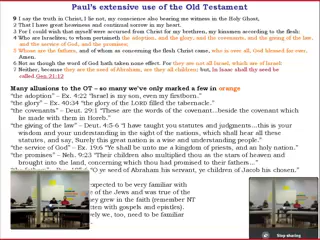 Paul's extensive use of the Old Testament
9 I say the truth in Christ, I lie not, my conscience also bearing me witness in the Holy Ghost,
2 That I have great heaviness and continual sorrow in my heart.
3 For I could wish that myself were accursed from Christ for my brethren, my kinsmen according to the flesh:
4 Who are Israelites; to whom pertaineth the adoption, and the glory, and the covenants, and the giving of the law,
and the service of God, and the promises;
5 Whose are the fathers, and of whom as concerning the flesh Christ came, who is over all, God blessed for ever.
Amen.
6 Not as though the word of God hath taken none effect. For they are not all Israel, which are of Israel:
7 Neither, because they are the seed of Abraham, are they all children: but, In Isaac shall thy seed be
called.Gen 21:12
Many allusions to the OT – so many we've only marked a few in orange
"the adoption" – Ex. 4:22 "Israel is my son, even my firstborn."
"the glory" – Ex. 40:34 "the glory of the LORD filled the tabernacle."
"the covenants" – Deut. 29:1 "These are the words of the covenant...beside the covenant which
he made with them in Horeb."
"the giving of the law" – Deut. 4:5-6 "I have taught you statutes and judgments...this is your
wisdom and your understanding in the sight of the nations, which shall hear all these
statutes, and say, Surely this great nation is a wise and understanding people."
"the service of God" – Ex. 19:6 "Ye shall be unto me a kingdom of priests, and an holy nation."
"the promises" – Neh. 9:23 "Their children also multiplied thou as the stars of heaven and
brought into the land, concerning which thou had promised to their fathers..."
"O ye seed of Abraham his servant, ye children of Jacob his chosen."
expected to be very familiar with
of the Jews and was true of the
they grew in the faith (remember NT
tten with gospels and epistles).
vely we, too, need to be familiar
Stop sharing